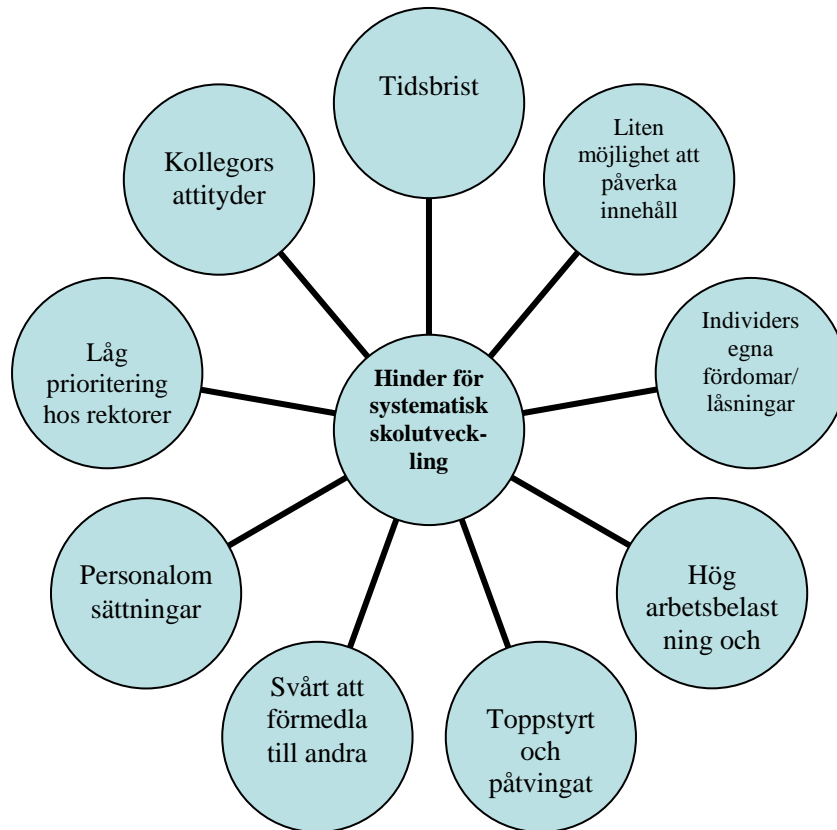 Tidsbrist
Liten
möjlighet att
påverka
innehåll
Individers
egna
fördomar/
låsningar
Hög
arbetsbelast
ning och
Toppstyrt
och
påtvingat
Svårt att
förmedla
till andra
Personalom
sättningar
Låg
prioritering
hos rektorer
Kollegors
attityder
Hinder för
systematisk
skolutveck-
ling